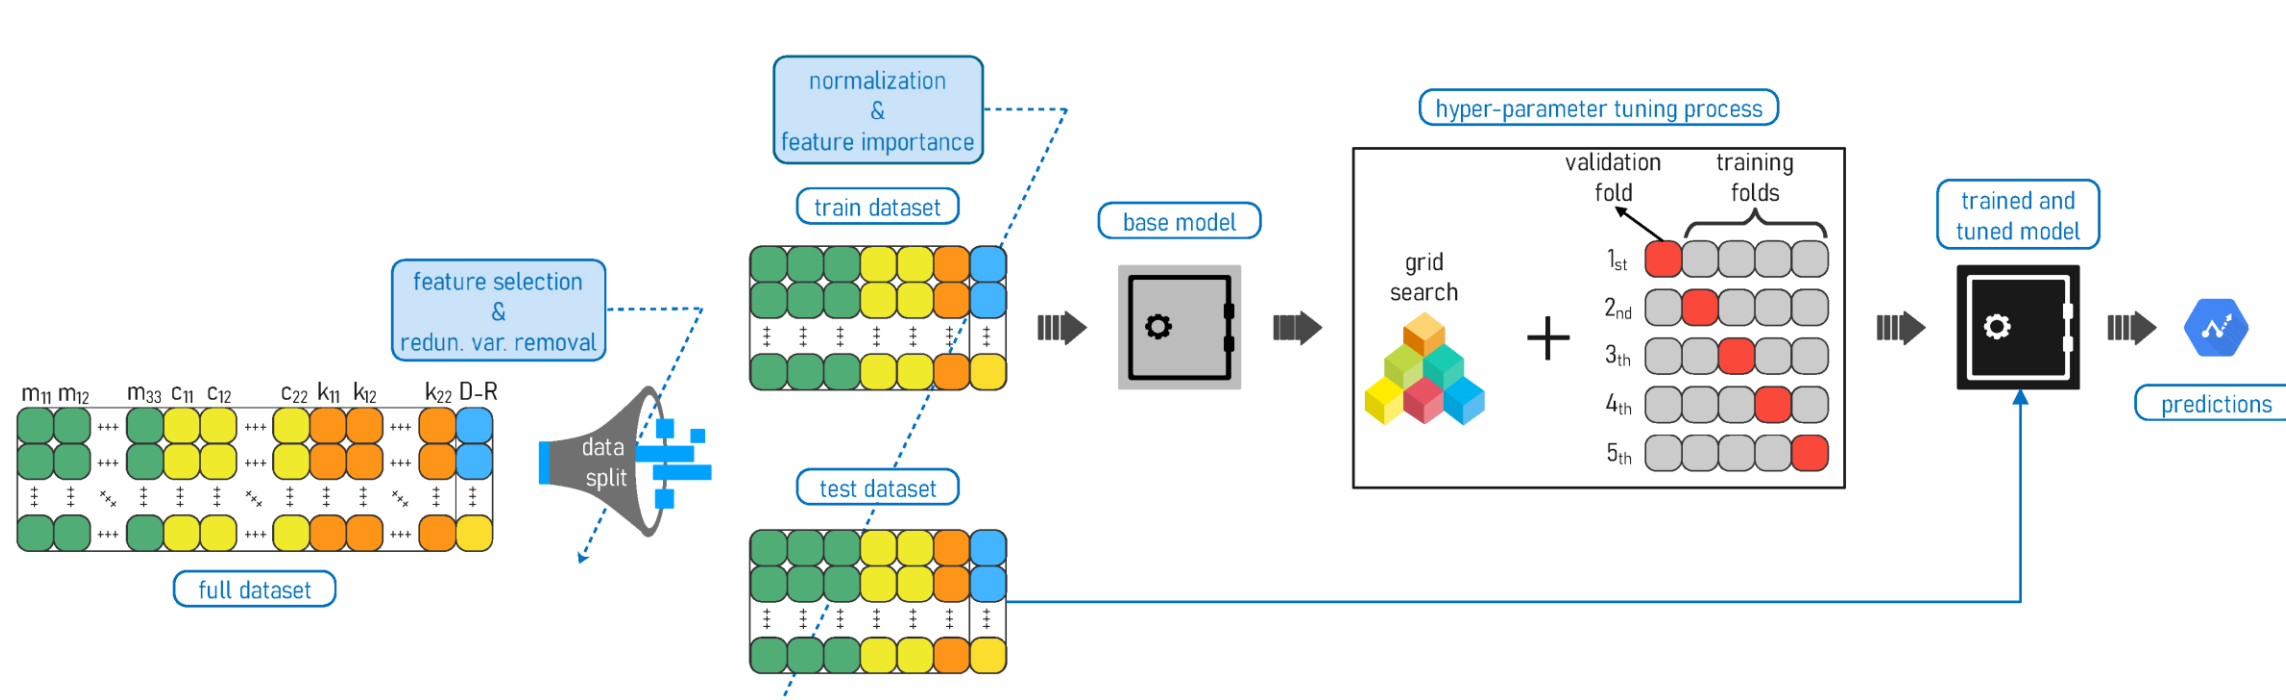 normalization
&
feature importance
train dataset
feature selection
&
redun. var. removal
m11 m12 m33 c11 c12 c22 k11 k12 k22 D-R
full dataset
data
split
test dataset
base model
hyper-parameter tuning process
validation
fold
training
folds
grid
search
+
1st
2nd
3th
4th
5th
trained and
tuned model
predictions